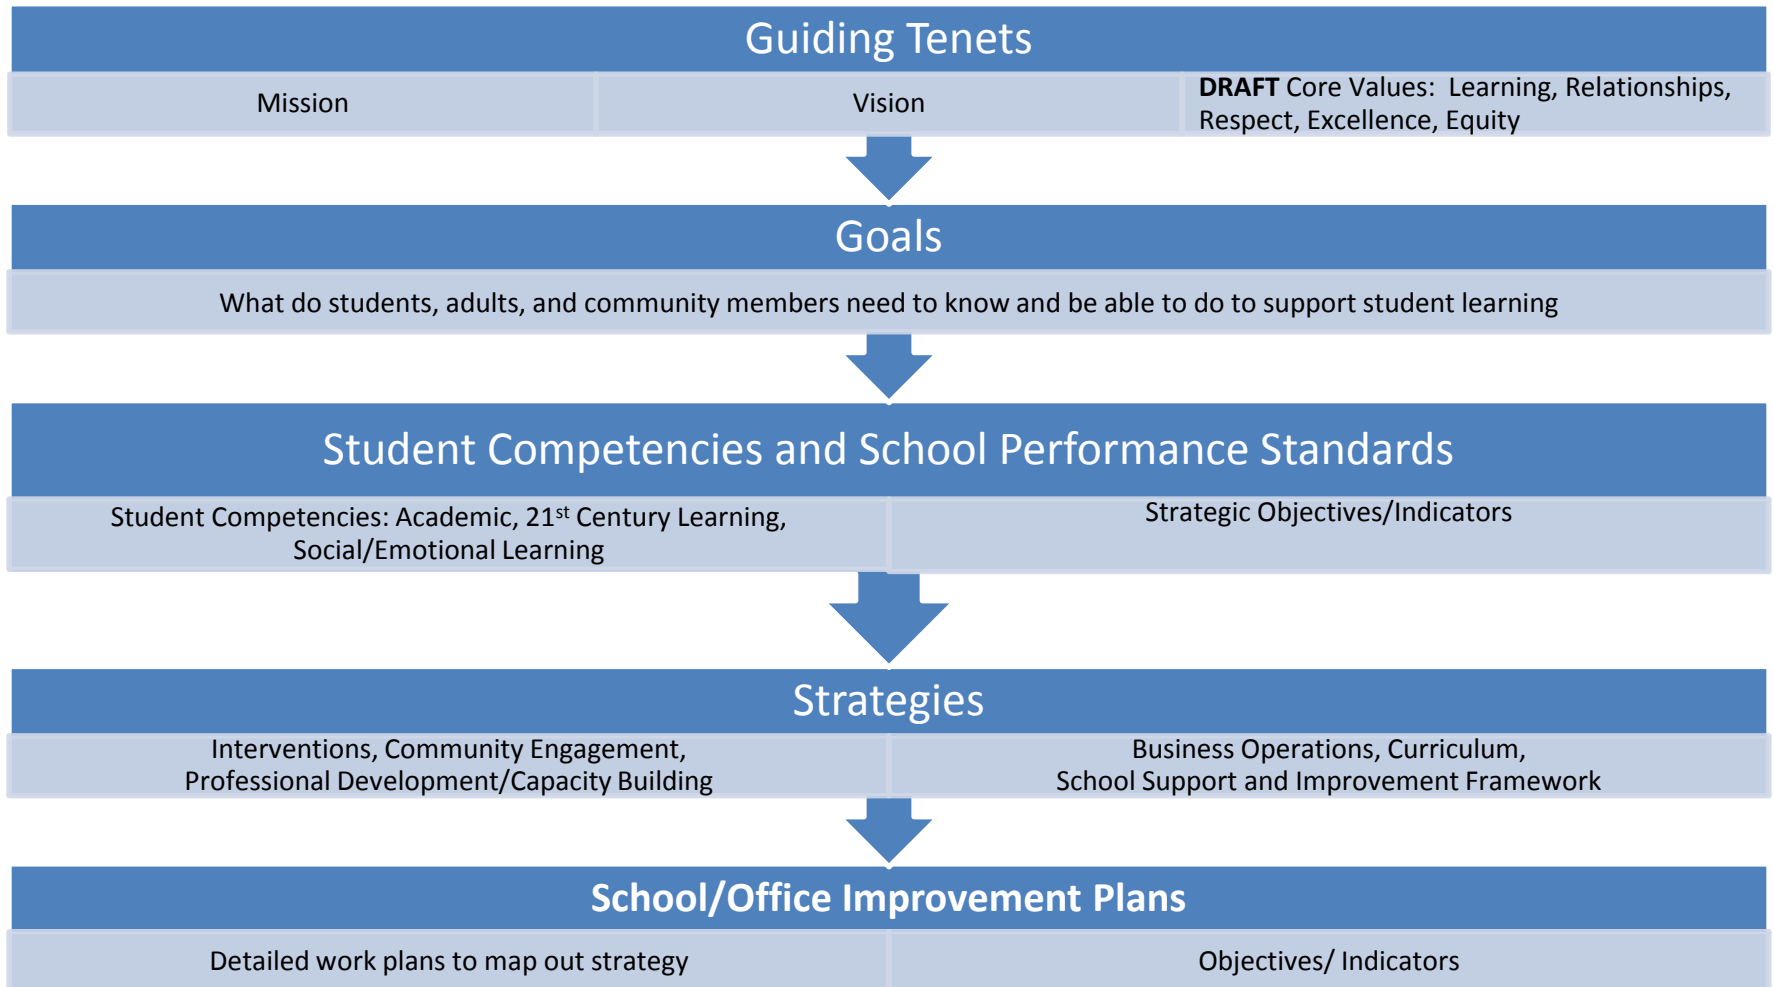 Guiding Tenets
Mission
Vision
DRAFT Core Values: Learning, Relationships,
Respect, Excellence, Equity
Goals
What do students, adults, and community members need to know and be able to do to support student learning
Student Competencies and School Performance Standards
Student Competencies: Academic, 21st Century Learning,
Social/Emotional Learning
Strategic Objectives/Indicators
Strategies
Interventions, Community Engagement,
Professional Development/Capacity Building
Business Operations, Curriculum,
School Support and Improvement Framework
School/Office Improvement Plans
Detailed work plans to map out strategy
Objectives/ Indicators